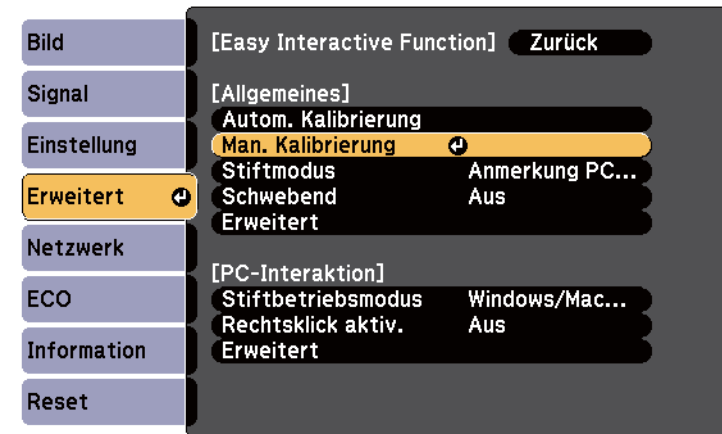 Bild
Signal
Einstellung
Erweitert
Netzwerk
ECO
Information
Reset
[Easy Interactive Function] Zurück
[Allgemeines]
Autom. Kalibrierung
Man. Kalibrierung
Stiftmodus Anmerkung PC...
Schwebend Aus
Erweitert
[PC-Interaktion]
Stiftbetriebsmodus Windows/Mac...
Rechtsklick aktiv. Aus
Erweitert